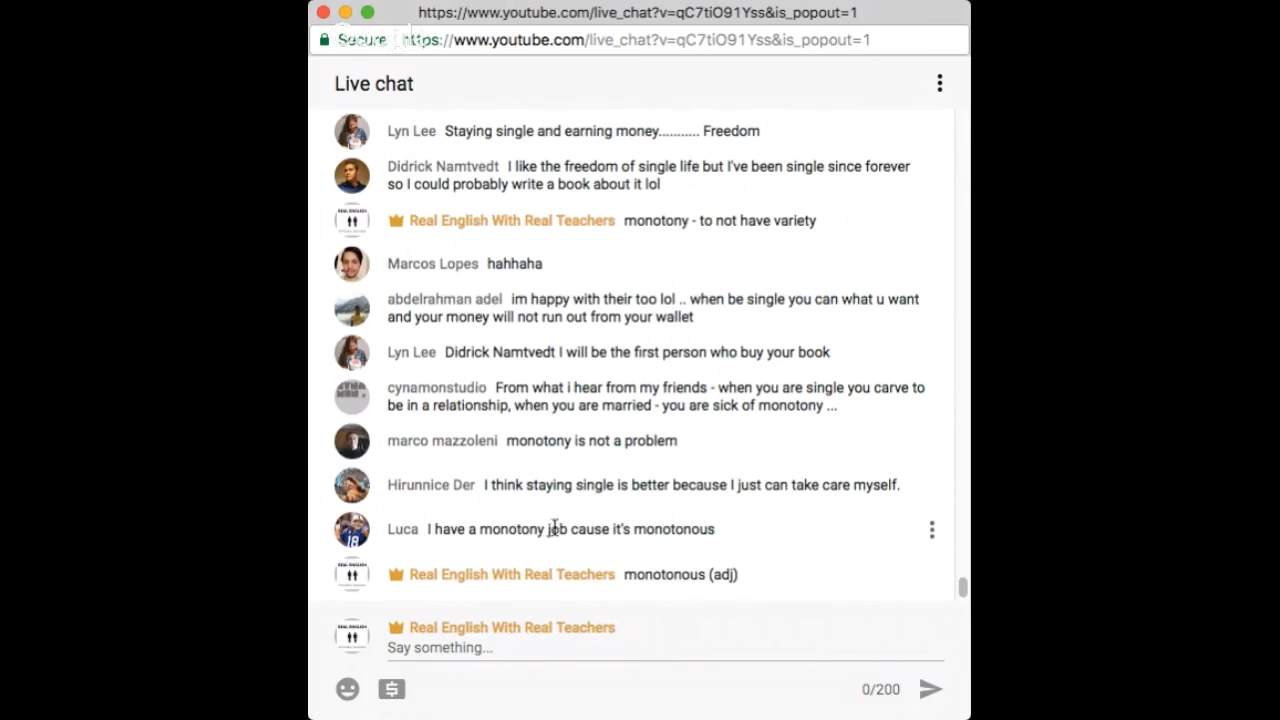 https://www.youtube.com/live_chat?v=qC7tiO91Yss&is_popout=1
Secure https://www.youtube.com/live_chat?v=qC7tiO91Yss&is_popout=1
Live chat
Lyn Lee Staying single and earning money........... Freedom
Didrick Namtvedt I like the freedom of single life but I've been single since forever
so I could probably write a book about it lol
Real English With Real Teachers monotony - to not have variety
Marcos Lopes hahhaha
abdelrahman adel im happy with their too lol .. when be single you can what u want
and your money will not run out from your wallet
Lyn Lee Didrick Namtvedt I will be the first person who buy your book
cynamonstudio From what i hear from my friends - when you are single you carve to
be in a relationship, when you are married - you are sick of monotony ...
marco mazzoleni monotony is not a problem
Hirunnice Der I think staying single is better because I just can take care myself.
Luca I have a monotony job cause it's monotonous
Real English With Real Teachers monotonous (adj)
Real English With Real Teachers
Say something...
0/200